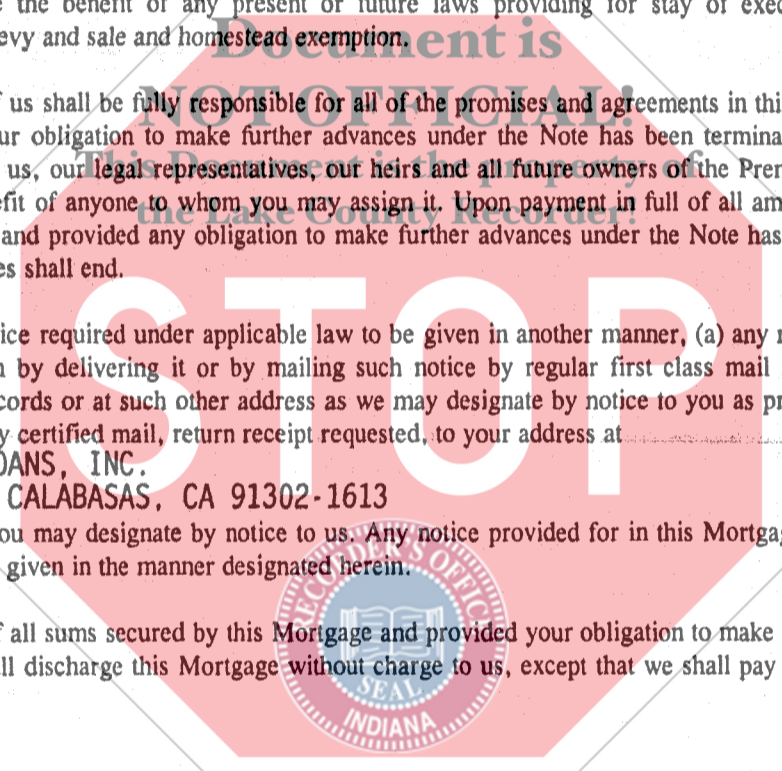 the benefit of any present or future laws providing for stay of
evy and sale and homestead exemption.
Document is
NOT OFFICIAL!
This Document is the property of
the Lake County Recorder!
us shall be fully responsible for all of the promises and agreements in thi
ur obligation to make further advances under the Note has been termina
us, our legal representatives, our heirs and all future owners of the Prem
efit of anyone to whom you may assign it. Upon payment in full of all am
and provided any obligation to make further advances under the Note has
es shall end.
STOP
ice required under applicable law to be given in another manner, (a) any
by delivering it or by mailing such notice by regular first class mail
cords or at such other address as we may designate by notice to you as pr
y certified mail, return receipt requested, to your address at
OANS, INC.
CALABASAS, CA 91302-1613
ou may designate by notice to us. Any notice provided for in this Mortga
given in the manner designated herein.
RECORDER'S OFFIC
SEAL
INDIANA
f all sums secured by this Mortgage and provided your obligation to make
ll discharge this Mortgage without charge to us, except that we shall pay